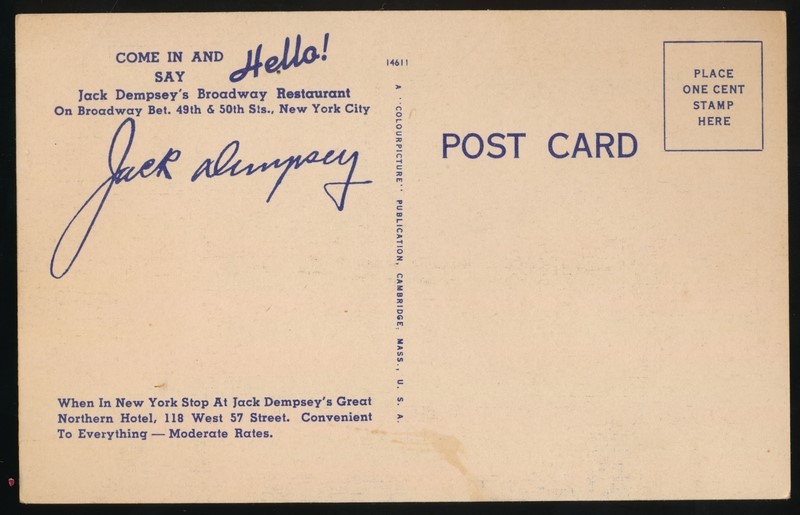 COME IN AND
SAY Hello!
Jack Dempsey's Broadway Restaurant
On Broadway Bet. 49th & 50th Sts., New York City
Jack Dempsey
When In New York Stop At Jack Dempsey's Great
Northern Hotel, 118 West 57 Street. Convenient
To Everything — Moderate Rates.
14611
A "COLOURPICTURE" PUBLICATION, CAMBRIDGE, MASS., U. S. A.
POST CARD
PLACE
ONE CENT
STAMP
HERE